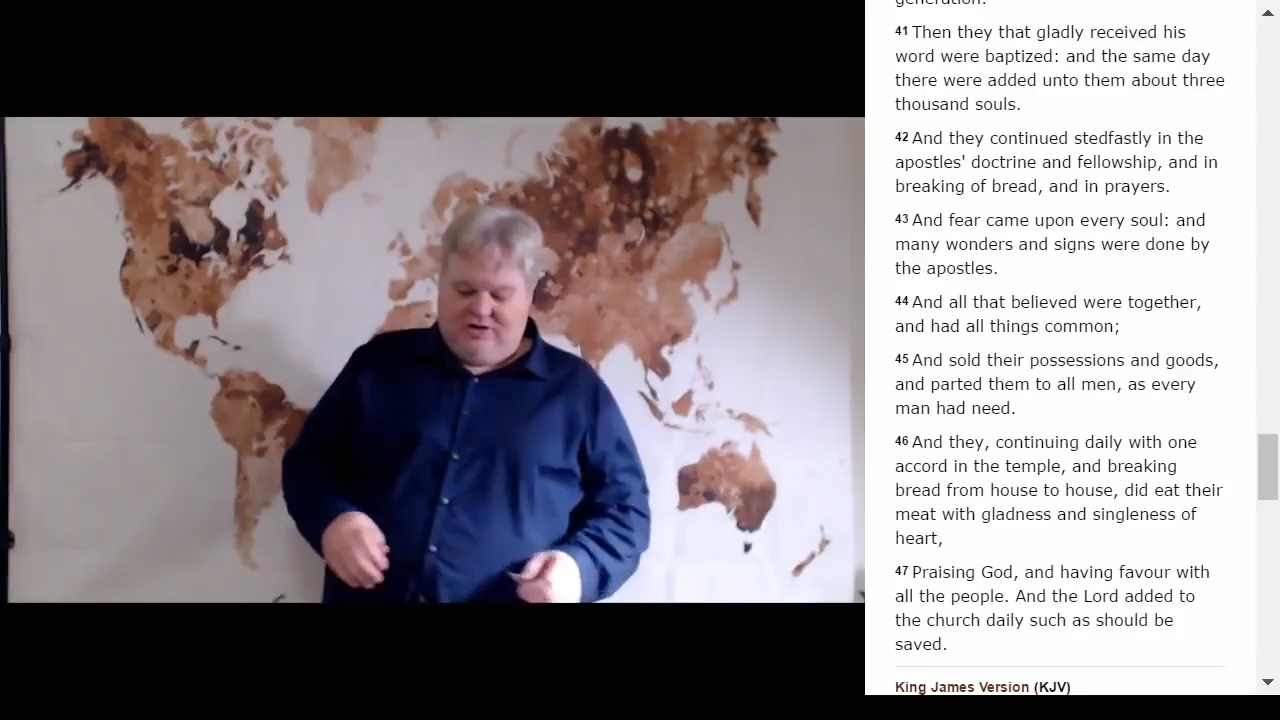 generation.
41 Then they that gladly received his
word were baptized: and the same day
there were added unto them about three
thousand souls.
42 And they continued stedfastly in the
apostles' doctrine and fellowship, and in
breaking of bread, and in prayers.
43 And fear came upon every soul: and
many wonders and signs were done by
the apostles.
44 And all that believed were together,
and had all things common;
45 And sold their possessions and goods,
and parted them to all men, as every
man had need.
46 And they, continuing daily with one
accord in the temple, and breaking
bread from house to house, did eat their
meat with gladness and singleness of
heart,
47 Praising God, and having favour with
all the people. And the Lord added to
the church daily such as should be
saved.
King James Version (KJV)